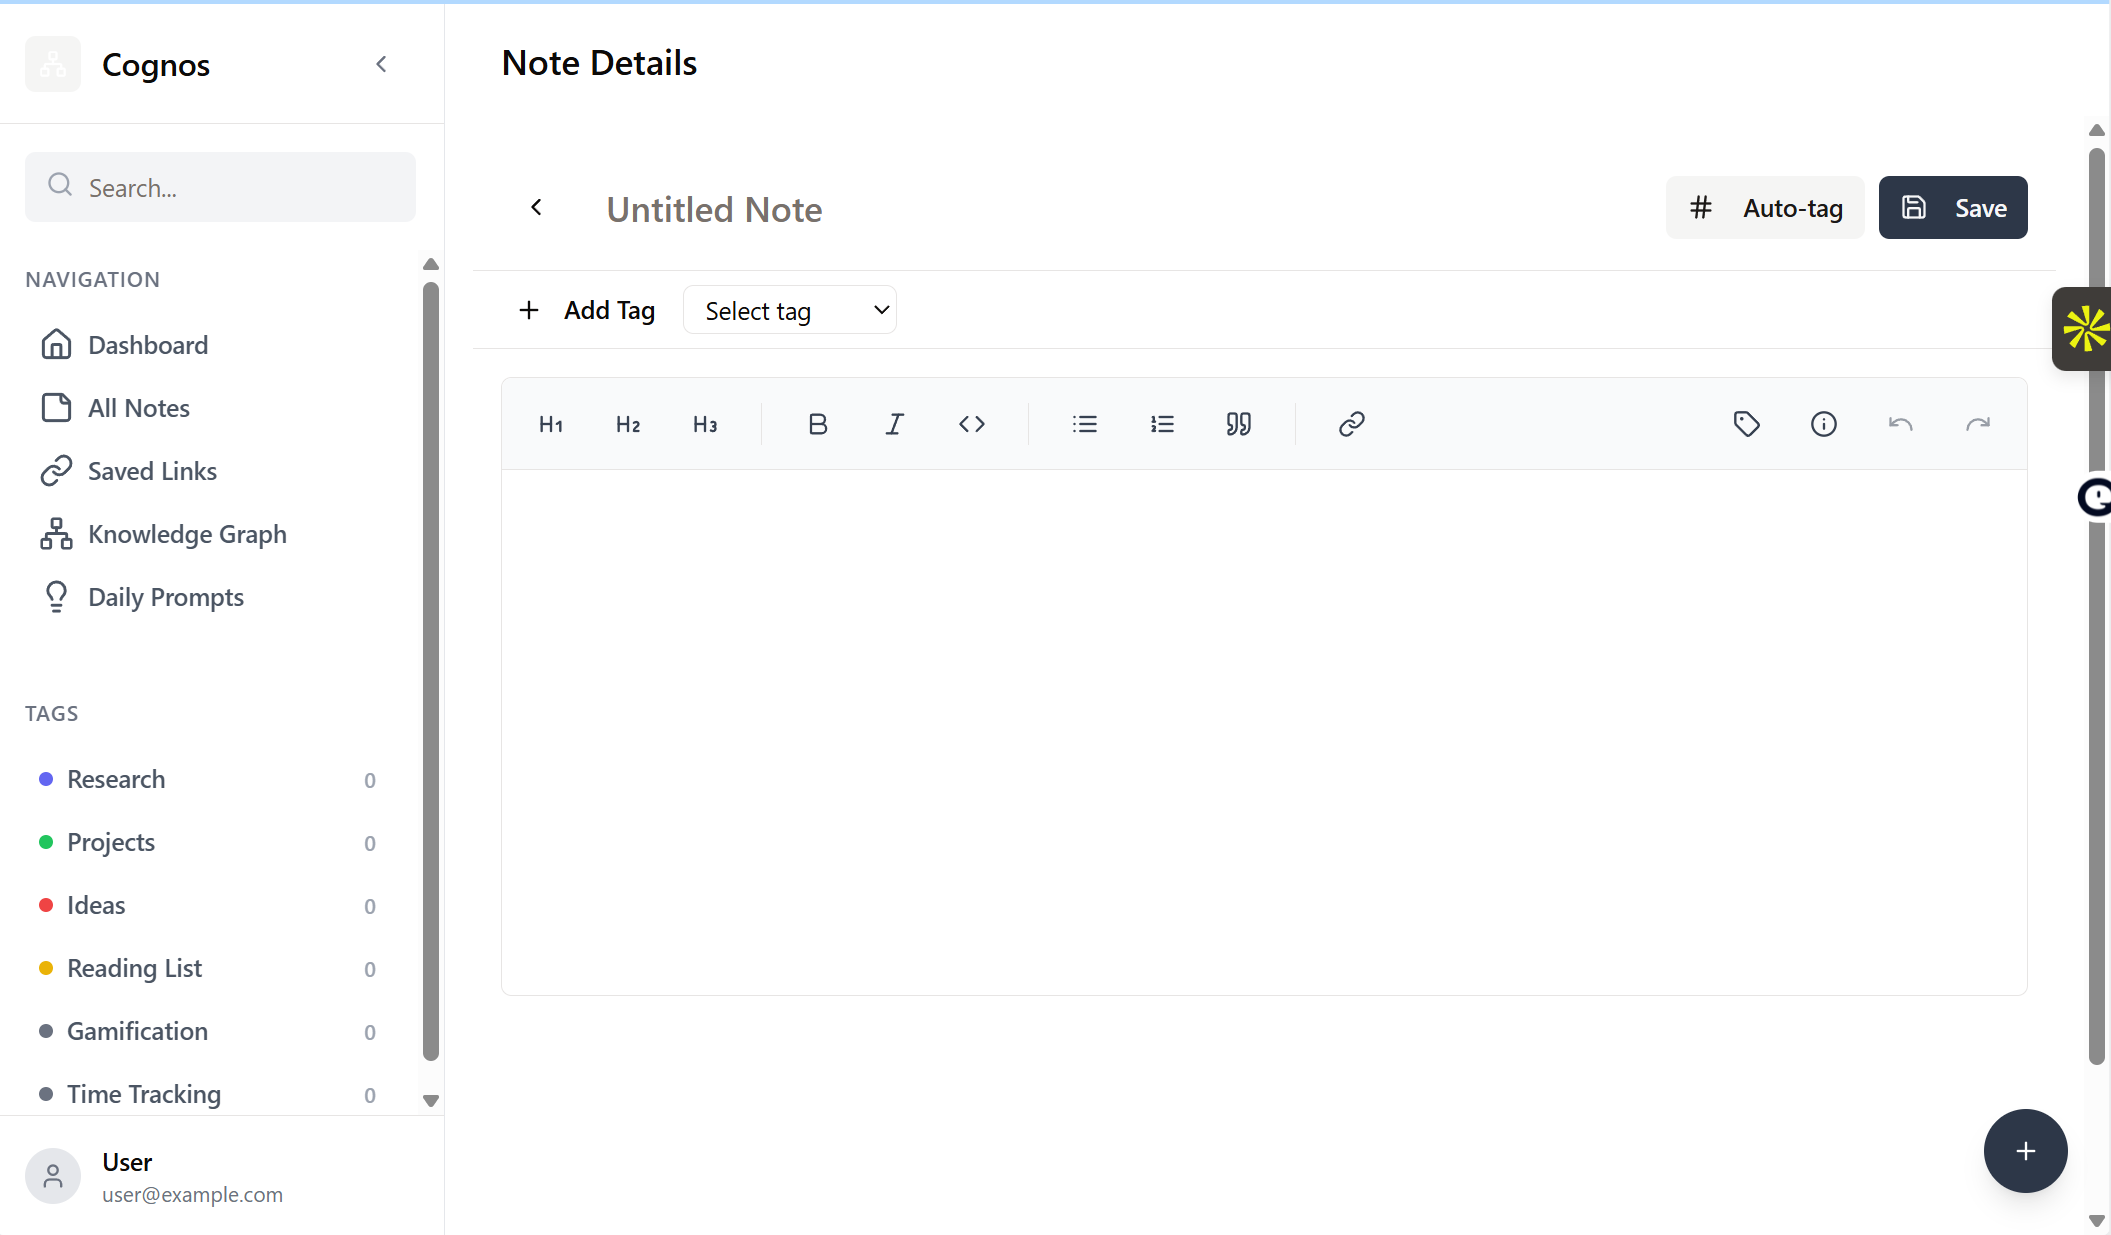 Cognos
Search...
NAVIGATION
Dashboard
All Notes
Saved Links
Knowledge Graph
Daily Prompts
TAGS
Research 0
Projects 0
Ideas 0
Reading List 0
Gamification 0
Time Tracking 0
User
user@example.com
Note Details
Untitled Note
# Auto-tag
Save
+ Add Tag
Select tag
H1 H2 H3 B I <>